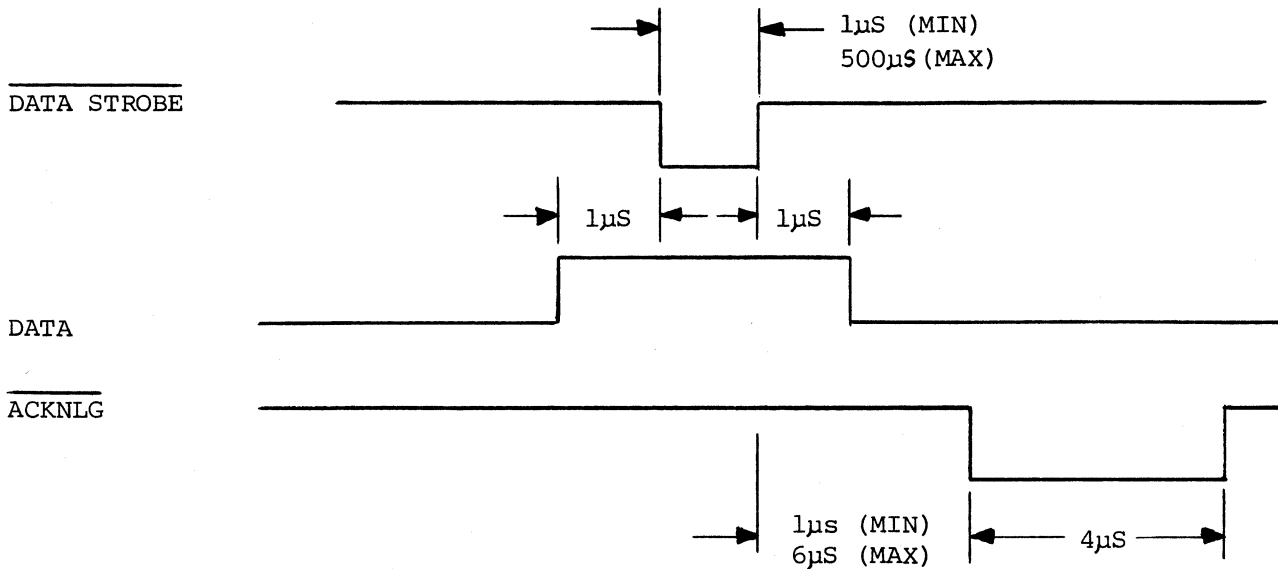 1µS (MIN)
500µS (MAX)
DATA STROBE
1µS
1µS
DATA
ACKNLG
1µs (MIN)
6µS (MAX)
4µS